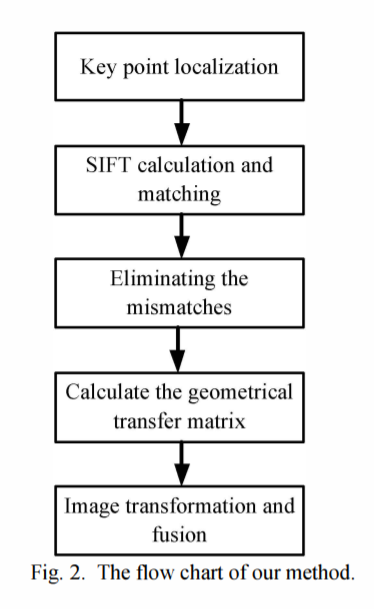 Key point localization
SIFT calculation and
matching
Eliminating the
mismatches
Calculate the geometrical
transfer matrix
Image transformation and
fusion
Fig. 2. The flow chart of our method.